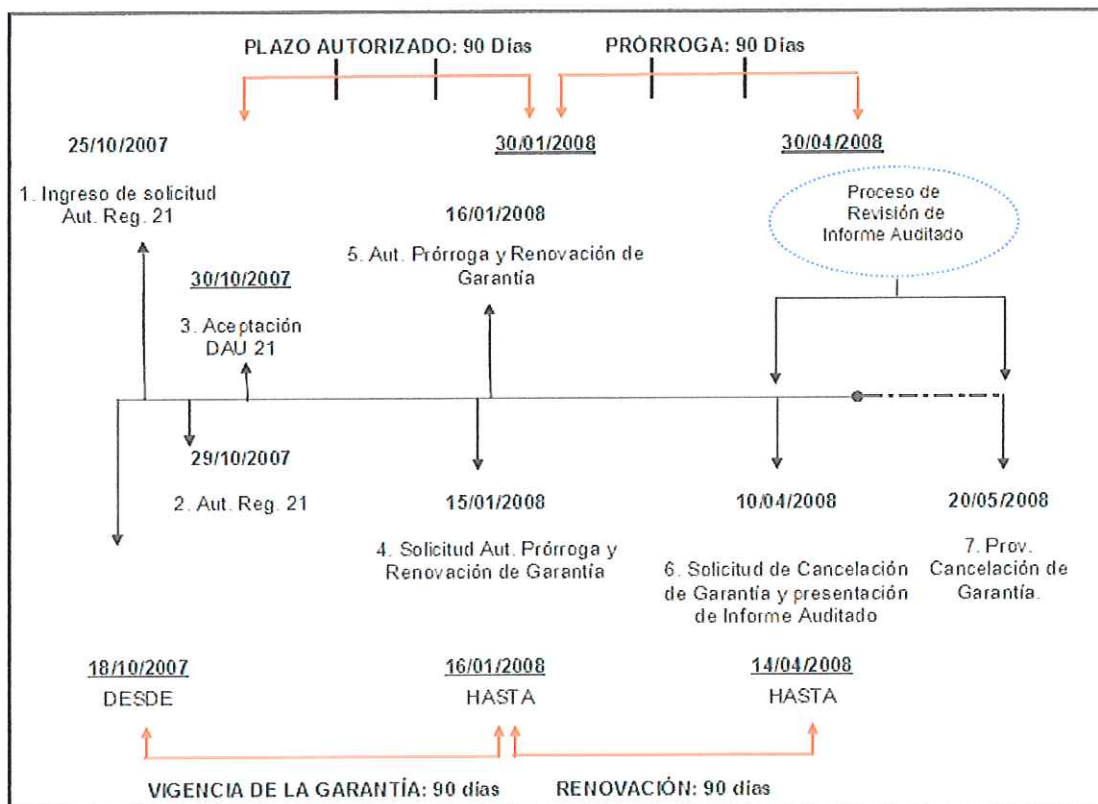 PLAZO AUTORIZADO: 90 Días
PRÓRROGA: 90 Días
25/10/2007
1. Ingreso de solicitud
Aut. Reg. 21
30/01/2008
30/04/2008
16/01/2008
5. Aut. Prórroga y Renovación de
Garantía
Proceso de
Revisión de
Informe Auditado
30/10/2007
3. Aceptación
DAU 21
29/10/2007
2. Aut. Reg. 21
15/01/2008
4. Solicitud Aut. Prórroga y
Renovación de Garantía
10/04/2008
6. Solicitud de Cancelación
de Garantía y presentación
de Informe Auditado
20/05/2008
7. Prov.
Cancelación de
Garantía.
18/10/2007
DESDE
16/01/2008
HASTA
14/04/2008
HASTA
VIGENCIA DE LA GARANTÍA: 90 días
RENOVACIÓN: 90 días